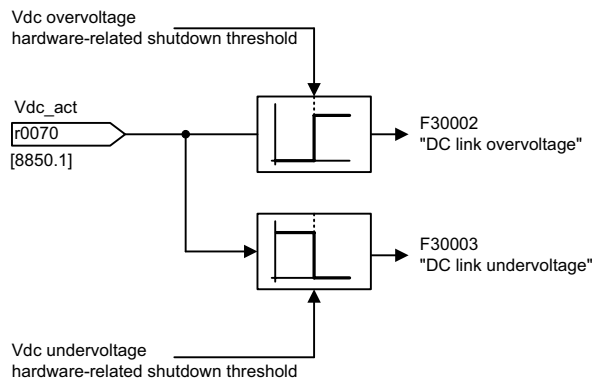 Vdc overvoltage
hardware-related shutdown threshold
Vdc_act
r0070
[8850.1]
F30002
"DC link overvoltage"
F30003
"DC link undervoltage"
Vdc undervoltage
hardware-related shutdown threshold